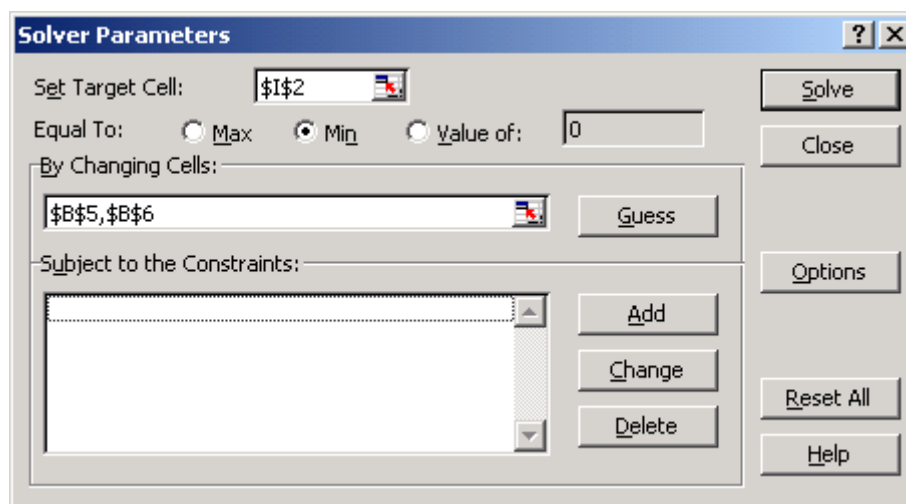 Solver Parameters
Set Target Cell: $I$2 Solve
Equal To: Max Min Value of: 0 Close
By Changing Cells:
$B$5,$B$6 Guess
Subject to the Constraints: Options
Add
Change
Reset All
Delete
Help